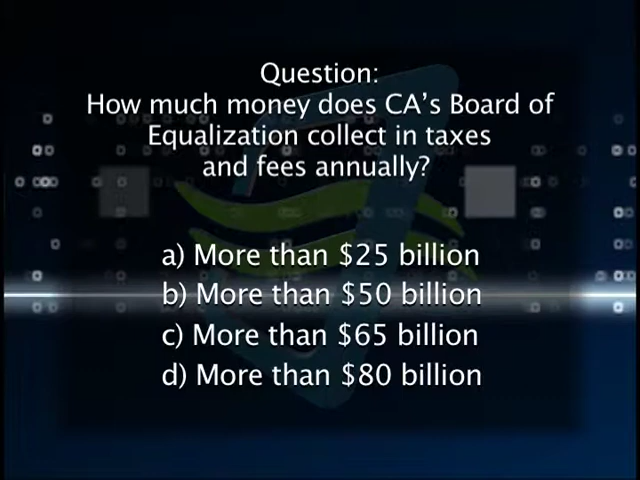 Question:
How much money does CA's Board of
Equalization collect in taxes
and fees annually?
a) More than $25 billion
b) More than $50 billion
c) More than $65 billion
d) More than $80 billion